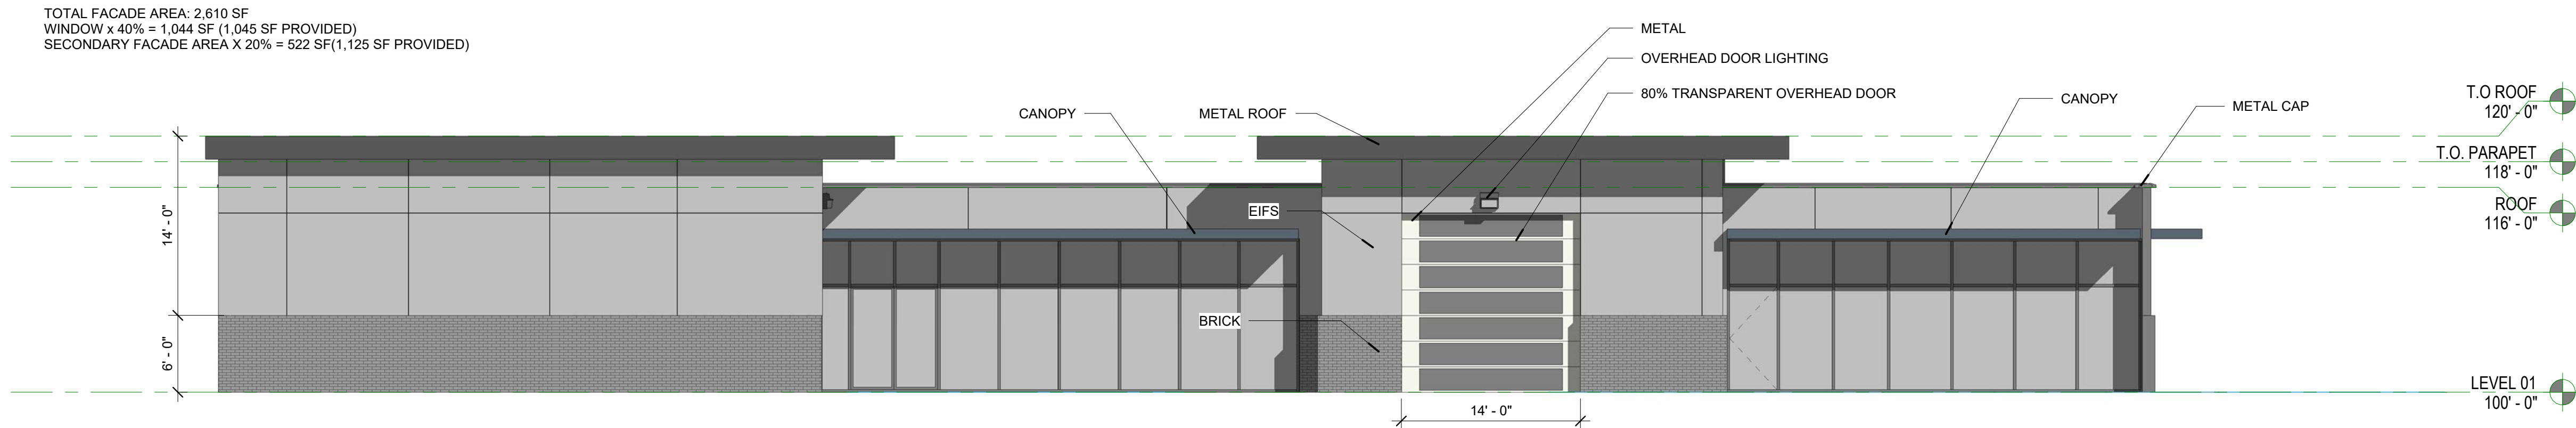 TOTAL FACADE AREA: 2,610 SF
WINDOW x 40% = 1,044 SF (1,045 SF PROVIDED)
SECONDARY FACADE AREA X 20% = 522 SF(1,125 SF PROVIDED)
METAL
OVERHEAD DOOR LIGHTING
80% TRANSPARENT OVERHEAD DOOR
CANOPY
METAL ROOF
CANOPY
METAL CAP
T.O ROOF
120' - 0"
T.O. PARAPET
118' - 0"
ROOF
116' - 0"
14' - 0"
EIFS
BRICK
6' - 0"
LEVEL 01
100' - 0"
14' - 0"